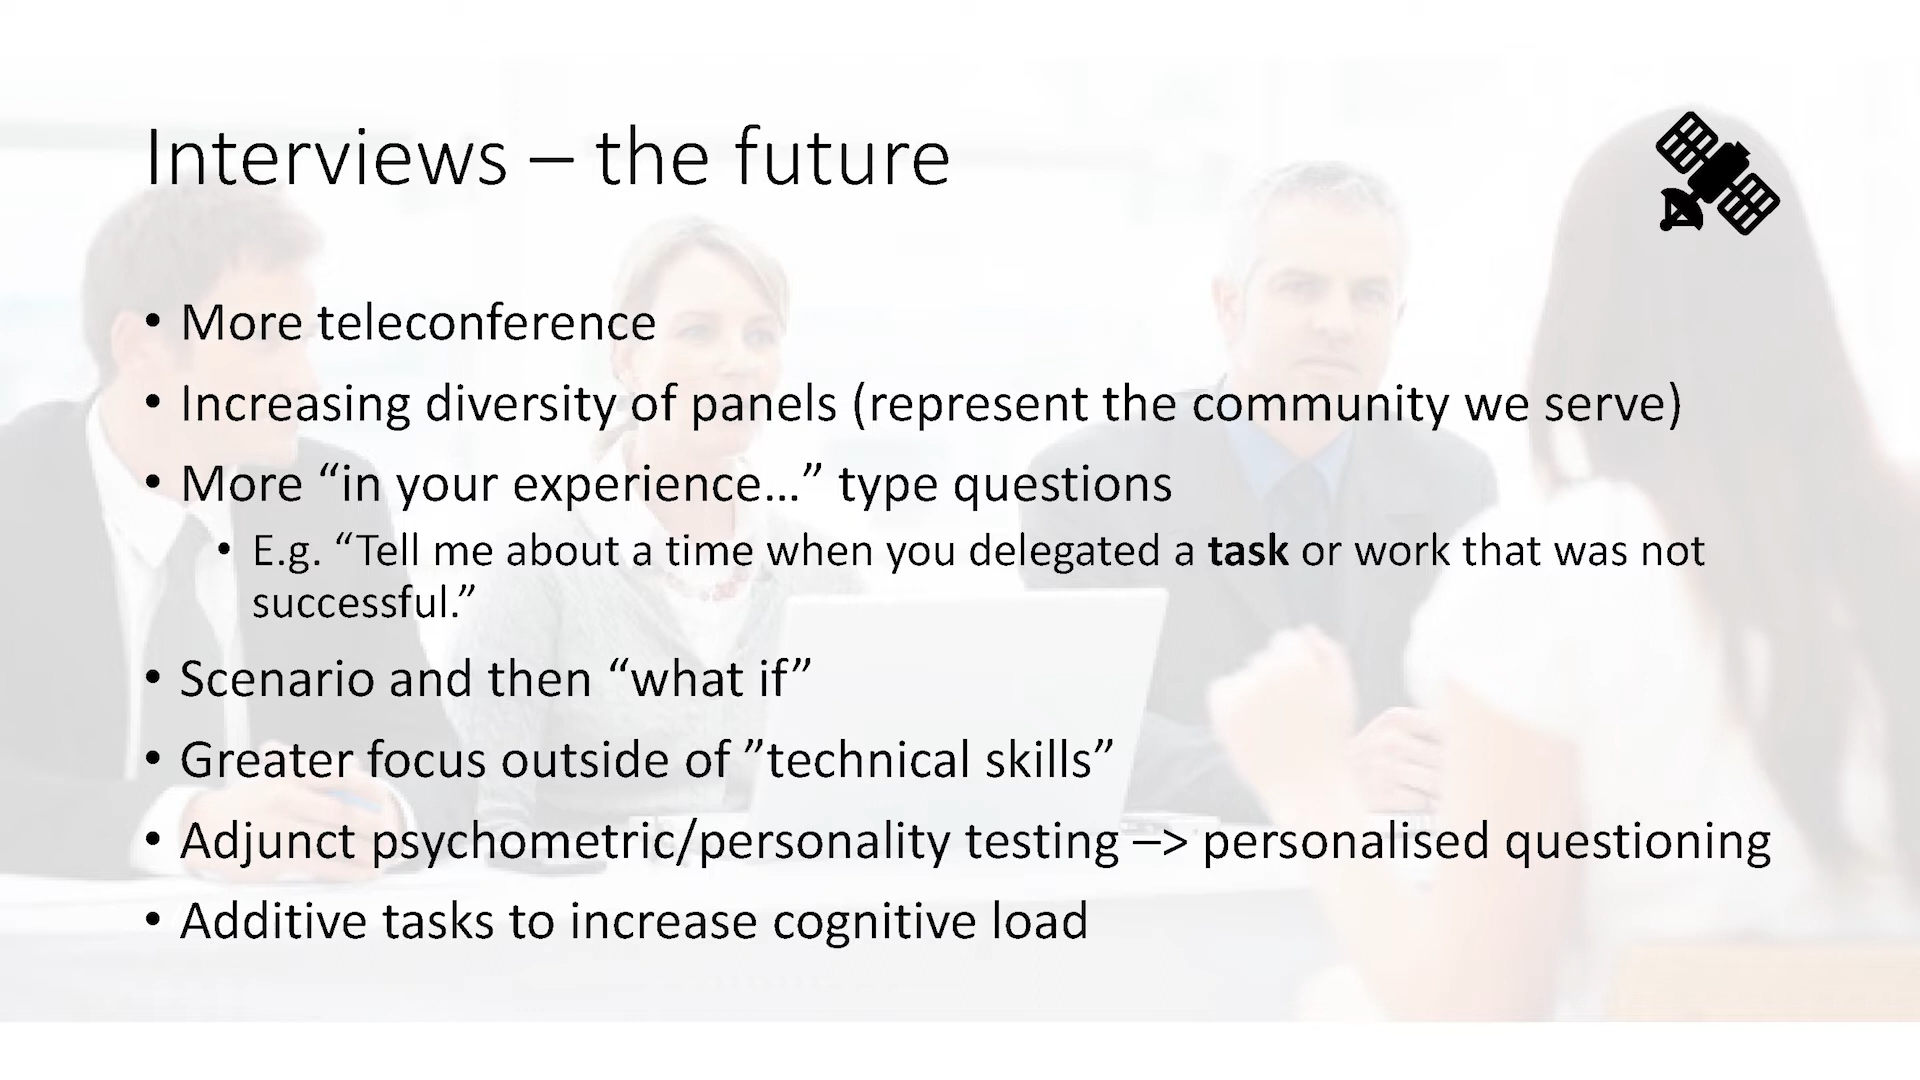 Interviews – the future
• More teleconference
• Increasing diversity of panels (represent the community we serve)
• More “in your experience…” type questions
• E.g. “Tell me about a time when you delegated a task or work that was not
successful.”
• Scenario and then “what if”
• Greater focus outside of ”technical skills”
• Adjunct psychometric/personality testing –> personalised questioning
• Additive tasks to increase cognitive load